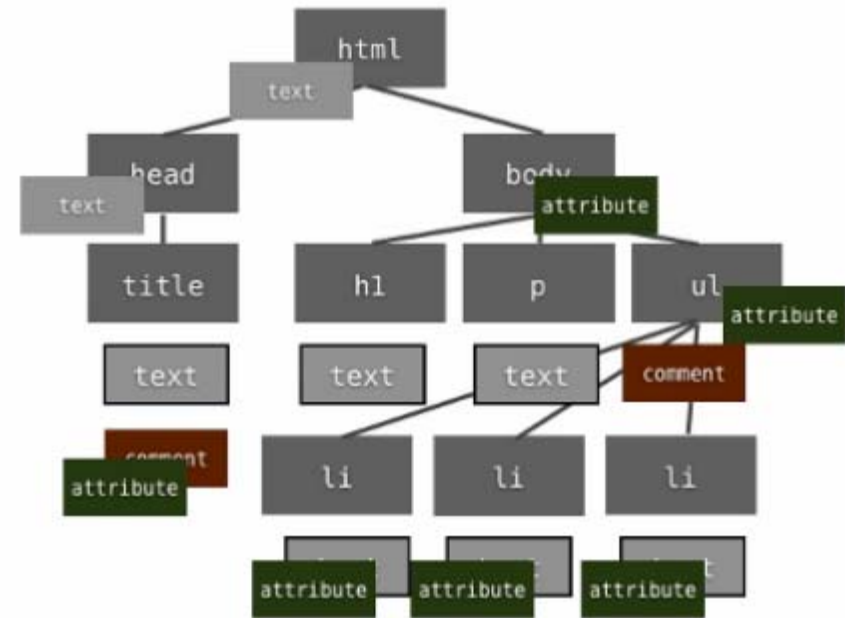 html
text
head
body
text
attribute
title
h1
p
ul
attribute
text
text
text
comment
comment
attribute
li
li
li
attribute
attribute
attribute